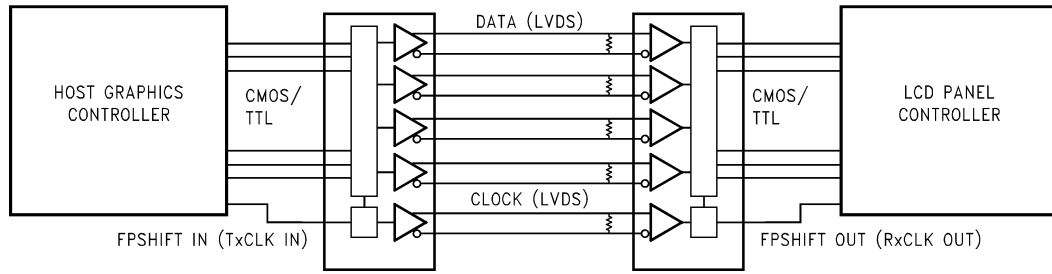 DATA (LVDS)
HOST GRAPHICS
CONTROLLER
CMOS/
TTL
CMOS/
TTL
LCD PANEL
CONTROLLER
CLOCK (LVDS)
FPSHIFT IN (TxCLK IN)
FPSHIFT OUT (RxCLK OUT)